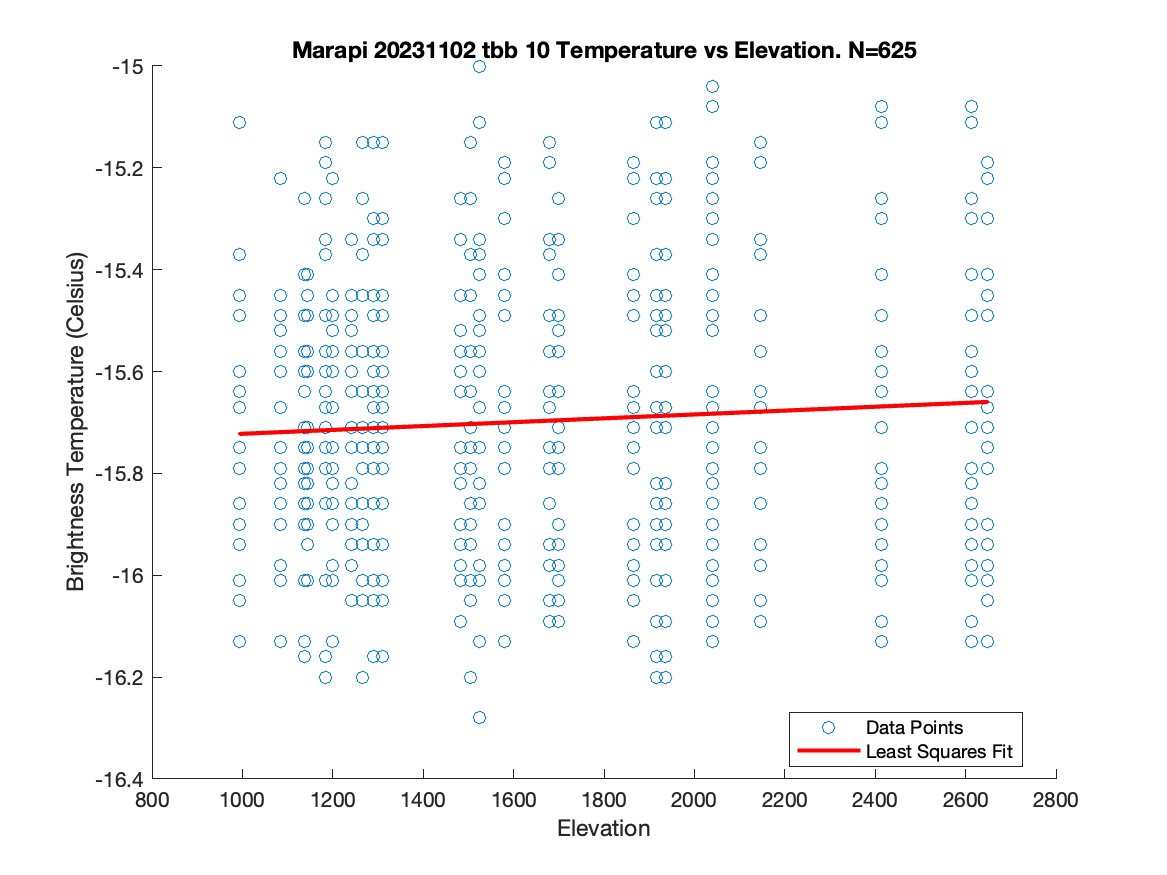 Marapi 20231102 tbb 10 Temperature vs Elevation. N=625
-15
-15.2
-15.4
-15.6
-15.8
-16
-16.2
-16.4
Brightness Temperature (Celsius)
800 1000 1200 1400 1600 1800 2000 2200 2400 2600 2800
Elevation
Data Points
Least Squares Fit